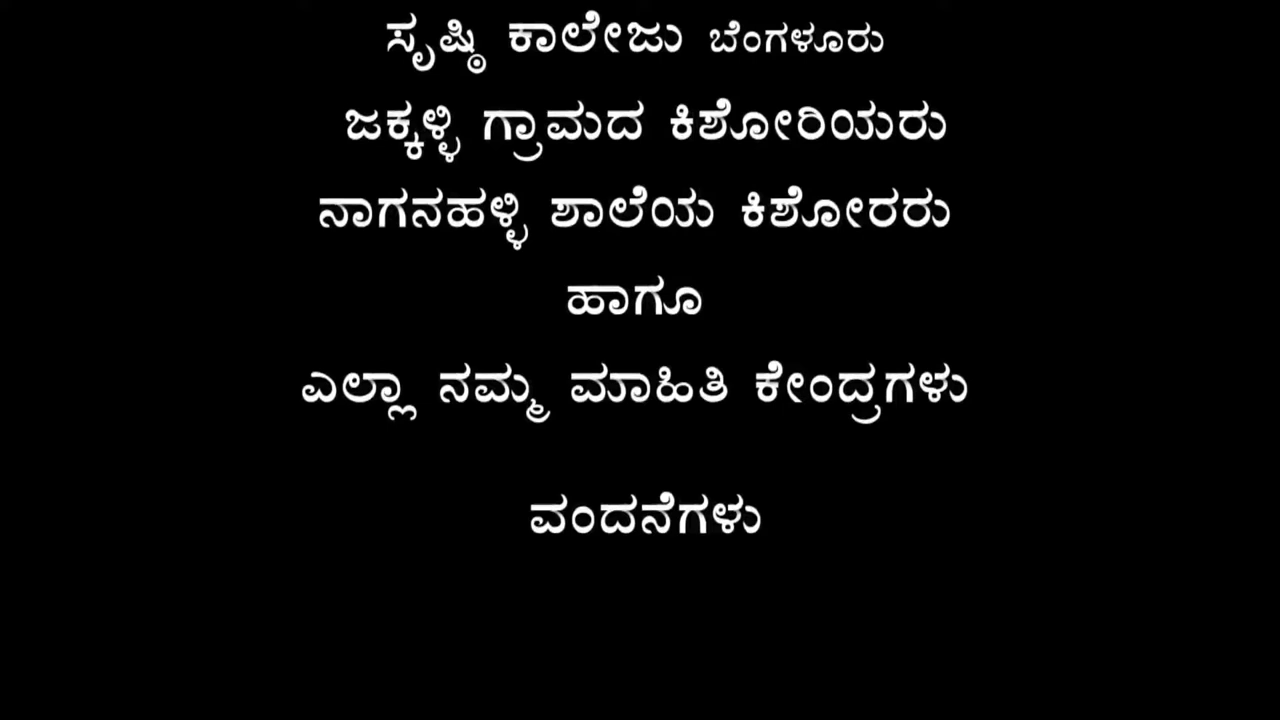 ಸೃಷ್ಠಿ ಕಾಲೇಜು ಬೆಂಗಳೂರು
ಜಕ್ಕಳ್ಳಿ ಗ್ರಾಮದ ಕಿಶೋರಿಯರು
ನಾಗನಹಳ್ಳಿ ಶಾಲೆಯ ಕಿಶೋರರು
ಹಾಗೂ
ಎಲ್ಲಾ ನಮ್ಮ ಮಾಹಿತಿ ಕೇಂದ್ರಗಳು
ವಂದನೆಗಳು